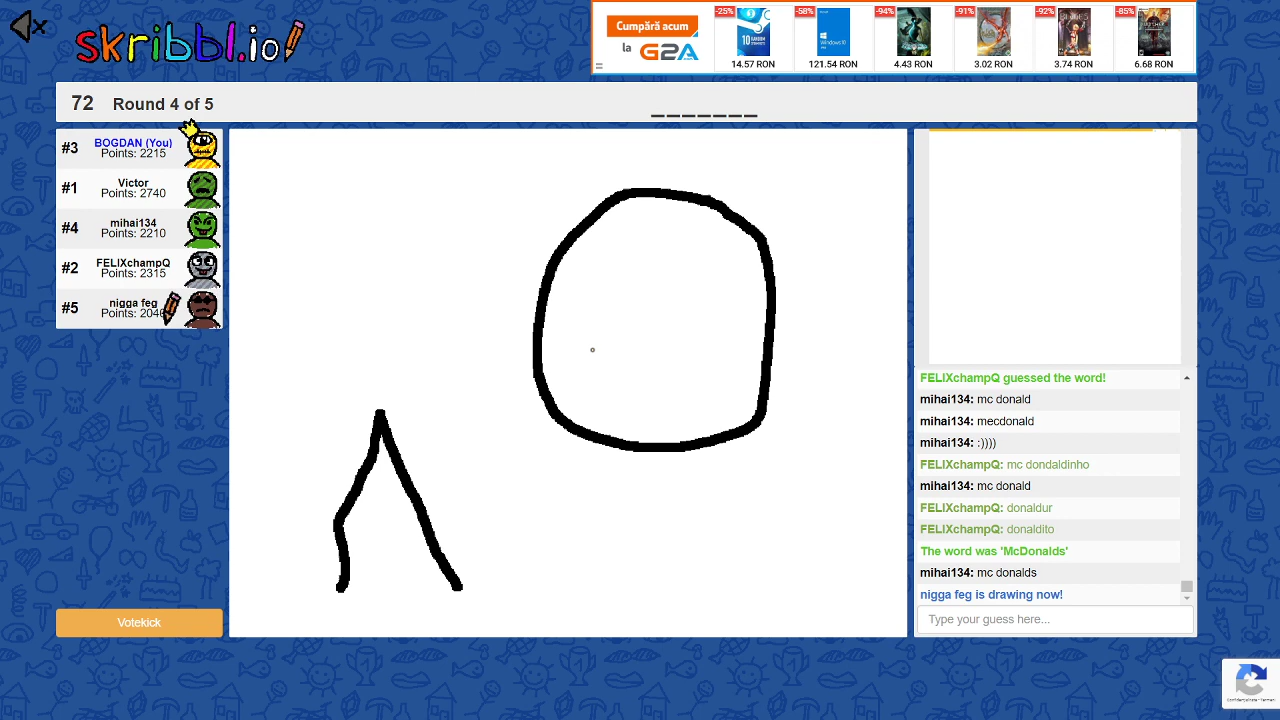 skribbl.io
Cumpără acum
la G2A
-25%
-58%
-94%
-91%
-92%
-85%
Windows 10
14.57 RON
121.54 RON
4.43 RON
3.02 RON
3.74 RON
6.68 RON
72 Round 4 of 5
_______
#3 BOGDAN (You)
Points: 2215
#1 Victor
Points: 2740
#4 mihai134
Points: 2210
#2 FELIXchampQ
Points: 2315
#5 nigga feg
Votekick
FELIXchampQ guessed the word!
mihai134: mc donald
mihai134: mecdonald
mihai134: :))))
FELIXchampQ: mc dondaldinho
mihai134: mc donald
FELIXchampQ: donaldur
FELIXchampQ: donaldito
The word was 'McDonalds'
mihai134: mc donalds
nigga feg is drawing now!
Type your guess here...